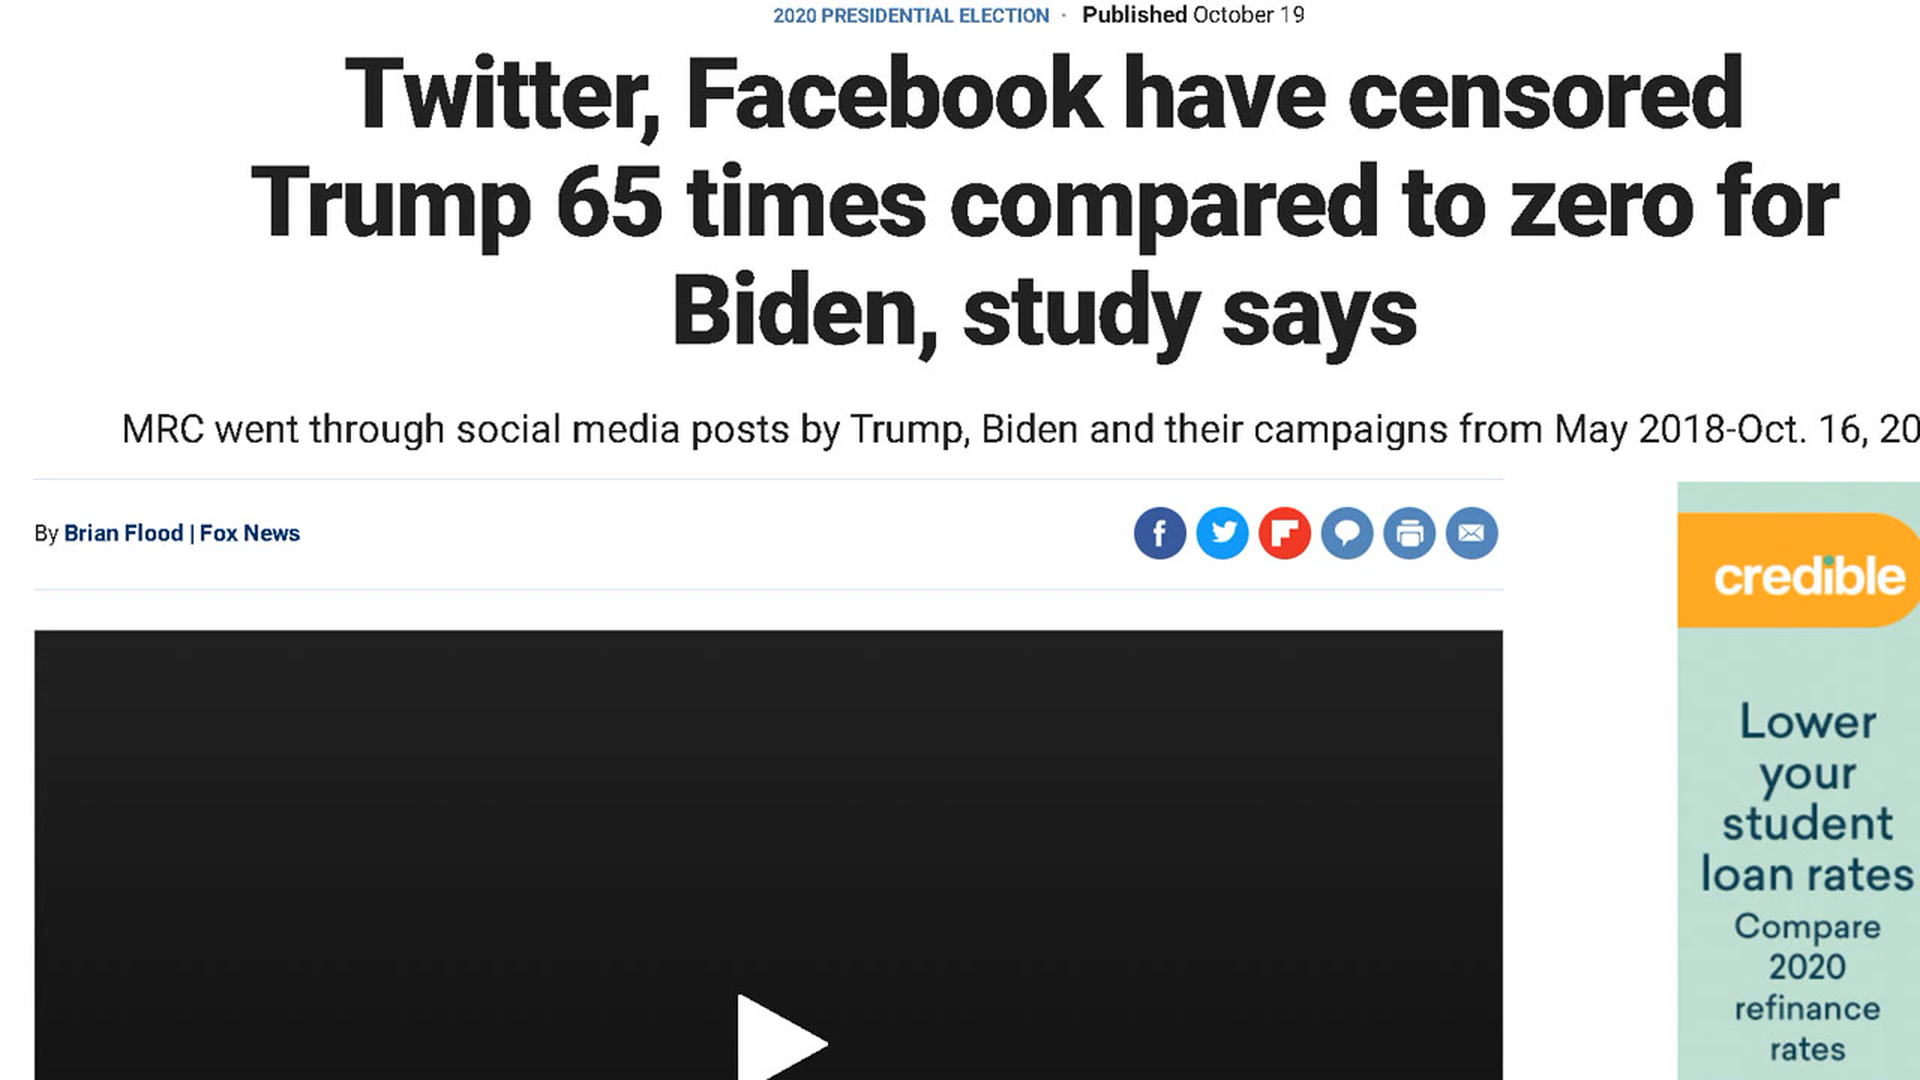 2020 PRESIDENTIAL ELECTION · Published October 19
Twitter, Facebook have censored
Trump 65 times compared to zero for
Biden, study says
MRC went through social media posts by Trump, Biden and their campaigns from May 2018-Oct. 16, 20
By Brian Flood | Fox News
credible
Lower
your
student
loan rates
Compare
2020
refinance
rates